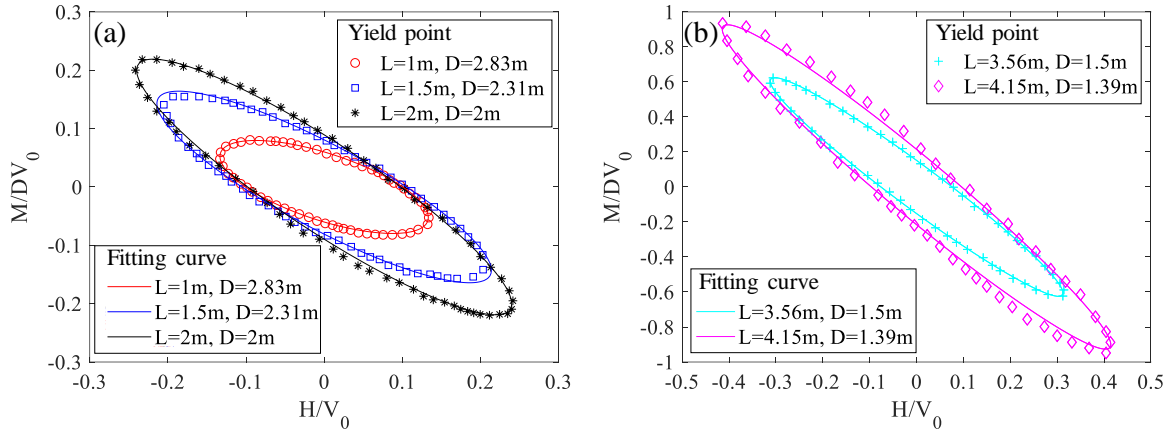 (a)
Yield point
L=1m, D=2.83m
L=1.5m, D=2.31m
L=2m, D=2m
Fitting curve
L=1m, D=2.83m
L=1.5m, D=2.31m
L=2m, D=2m
0.3
0.2
0.1
0
-0.1
-0.2
-0.3
M/DV0
-0.3 -0.2 -0.1 0 0.1 0.2 0.3
H/V0
(b)
Yield point
L=3.56m, D=1.5m
L=4.15m, D=1.39m
Fitting curve
L=3.56m, D=1.5m
L=4.15m, D=1.39m
1
0.8
0.6
0.4
0.2
0
-0.2
-0.4
-0.6
-0.8
-1
M/DV0
-0.5 -0.4 -0.3 -0.2 -0.1 0 0.1 0.2 0.3 0.4 0.5
H/V0